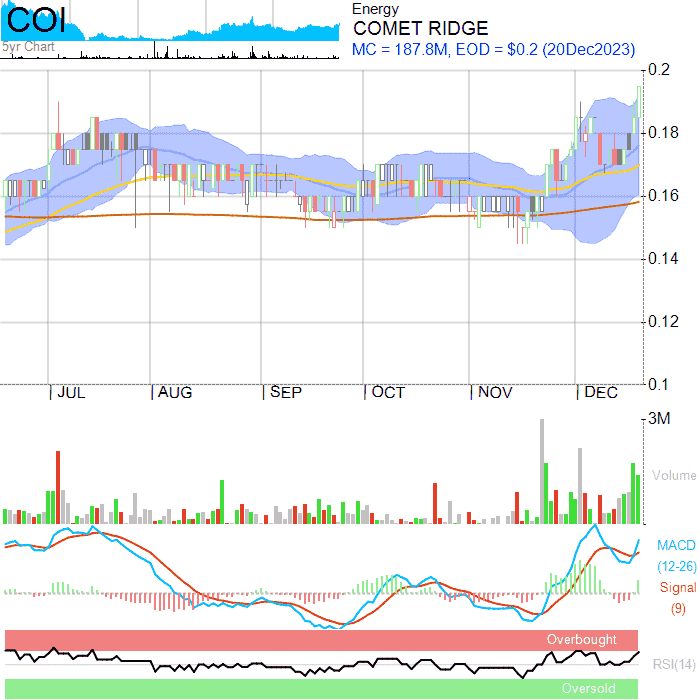 COI
5yr Chart
Energy
COMET RIDGE
MC = 187.8M, EOD = $0.2 (20Dec2023)
0.2
0.18
0.16
0.14
0.12
0.1
JUL AUG SEP OCT NOV DEC
3M
Volume
MACD
(12-26)
Signal
(9)
Overbought
RSI(14)
Oversold